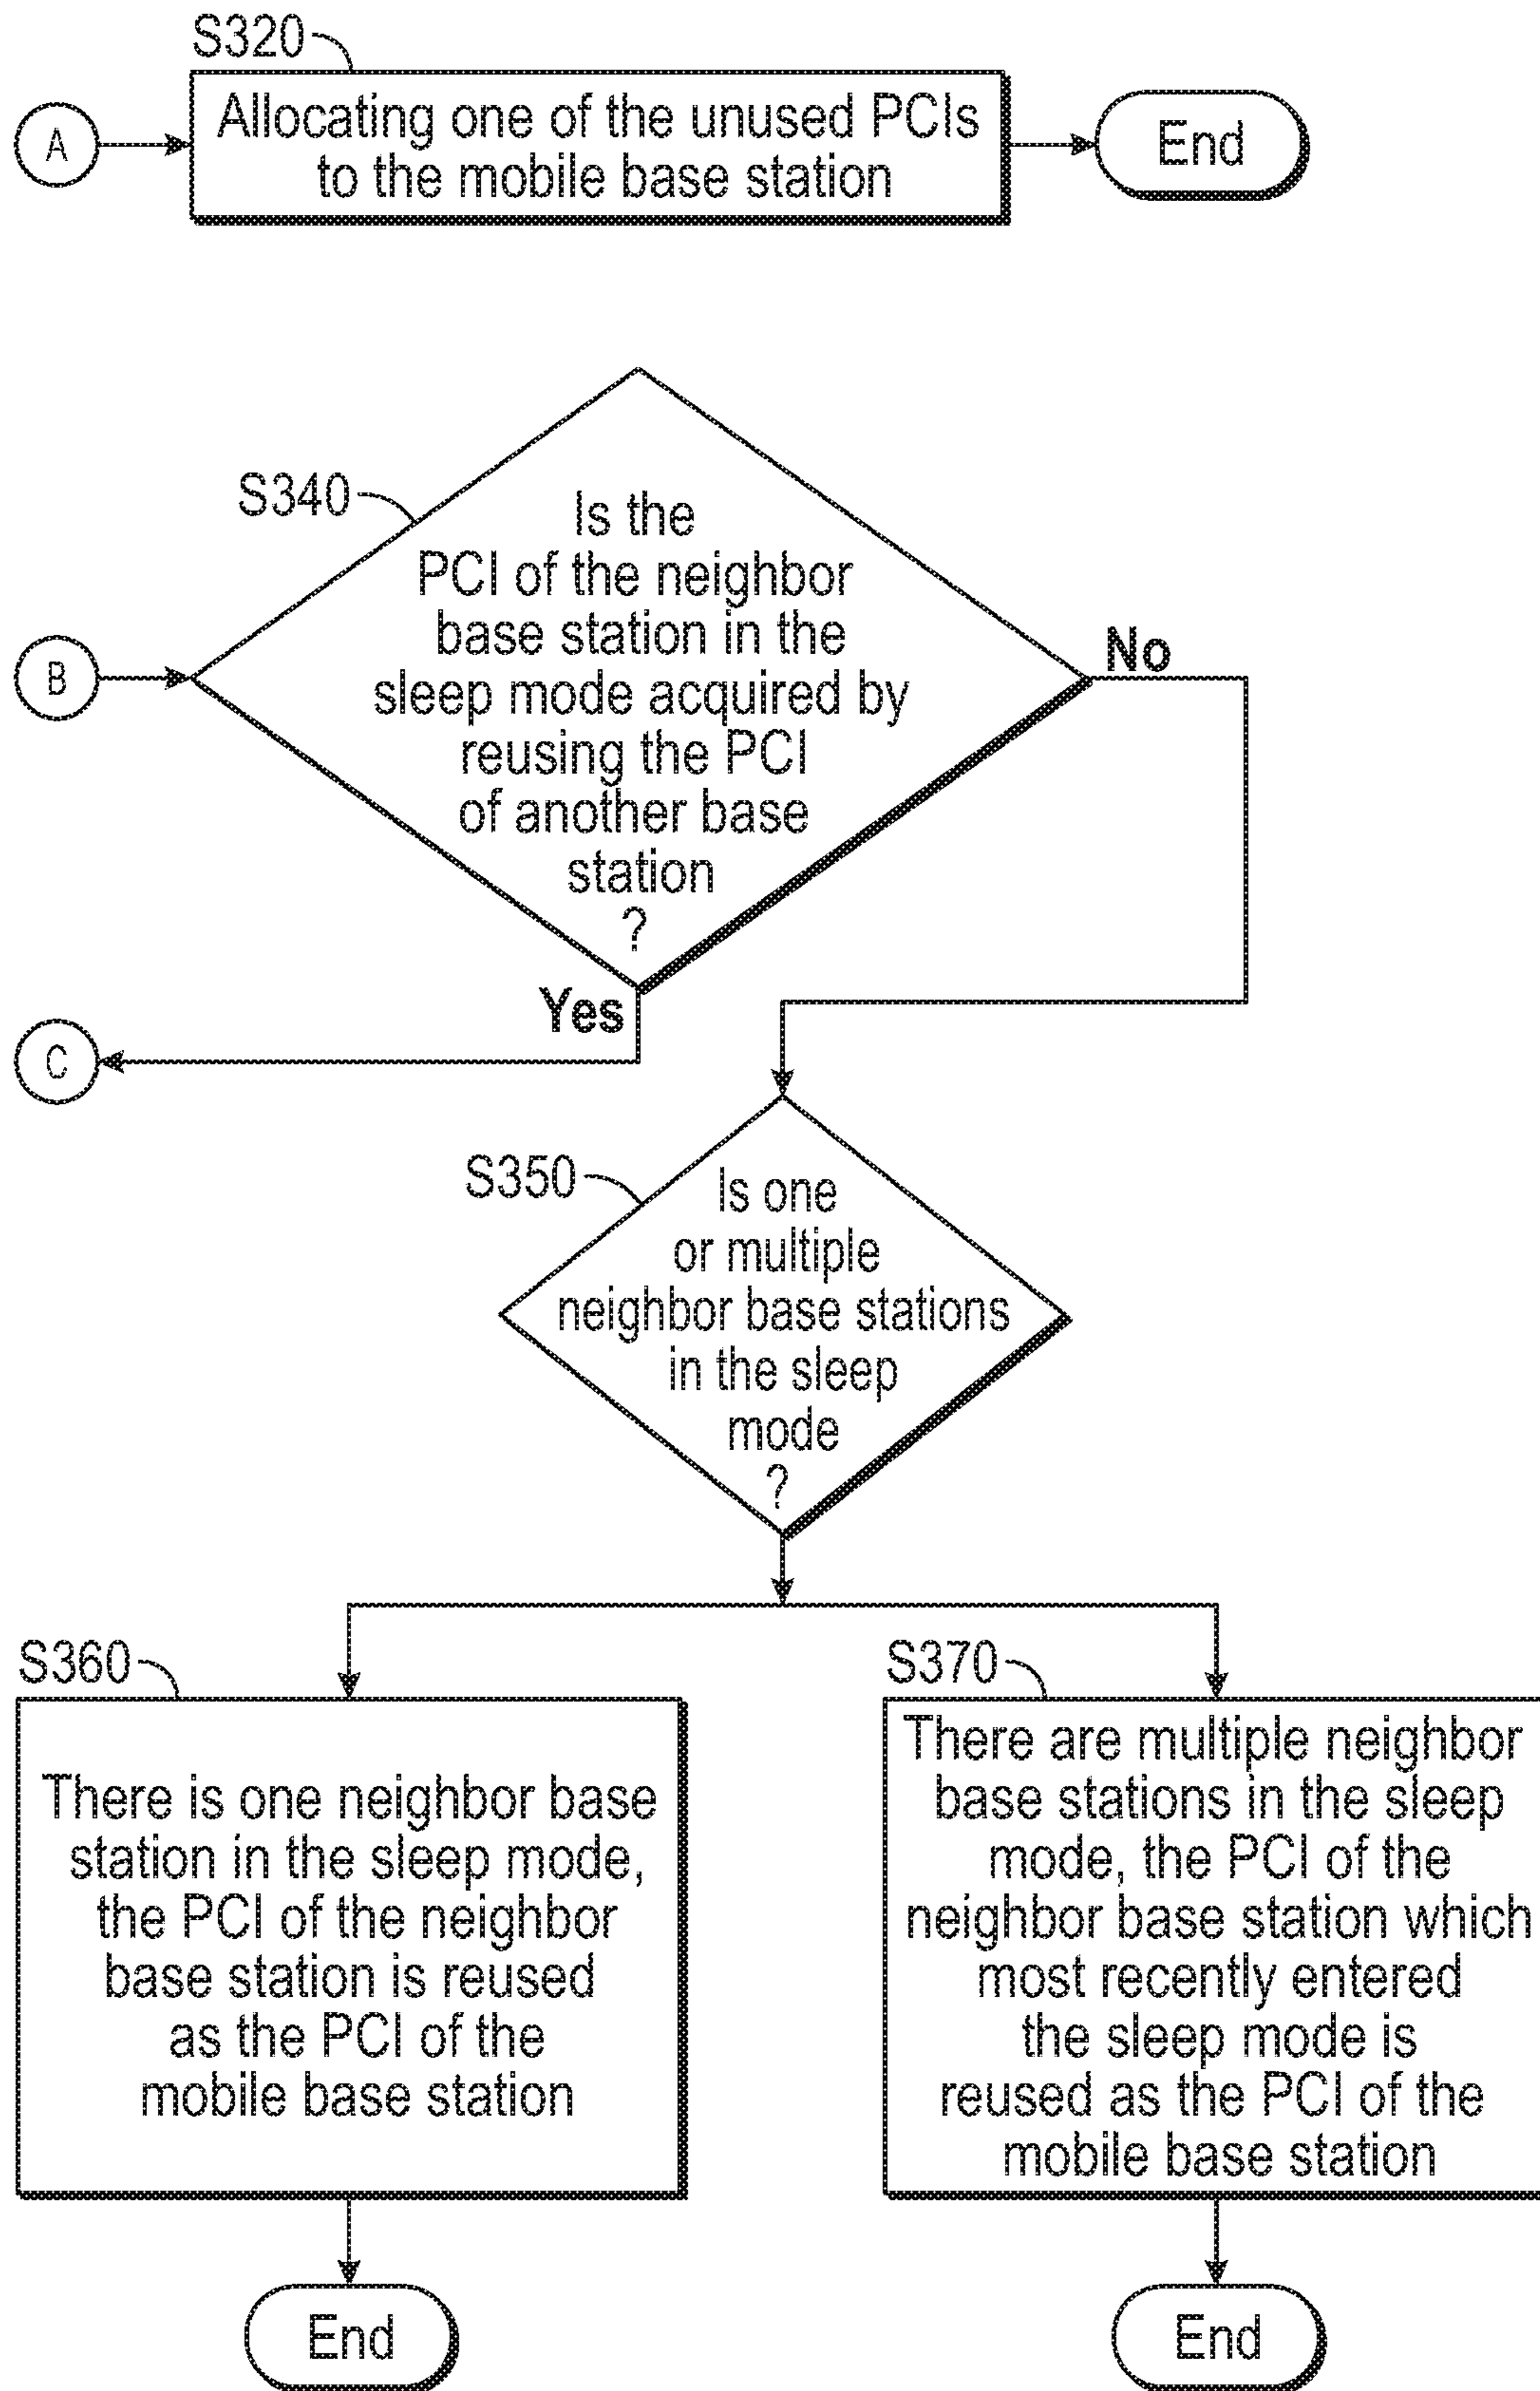 S320
A
Allocating one of the unused PCIs
to the mobile base station
End
S340
Is the
PCI of the neighbor
base station in the
sleep mode acquired by
reusing the PCI
of another base
station
?
B
No
Yes
C
S350
Is one
or multiple
neighbor base stations
in the sleep
mode
?
S360
There is one neighbor base
station in the sleep mode,
the PCI of the neighbor
base station is reused
as the PCI of the
mobile base station
End
S370
There are multiple neighbor
base stations in the sleep
mode, the PCI of the
neighbor base station which
most recently entered
the sleep mode is
reused as the PCI of the
mobile base station
End